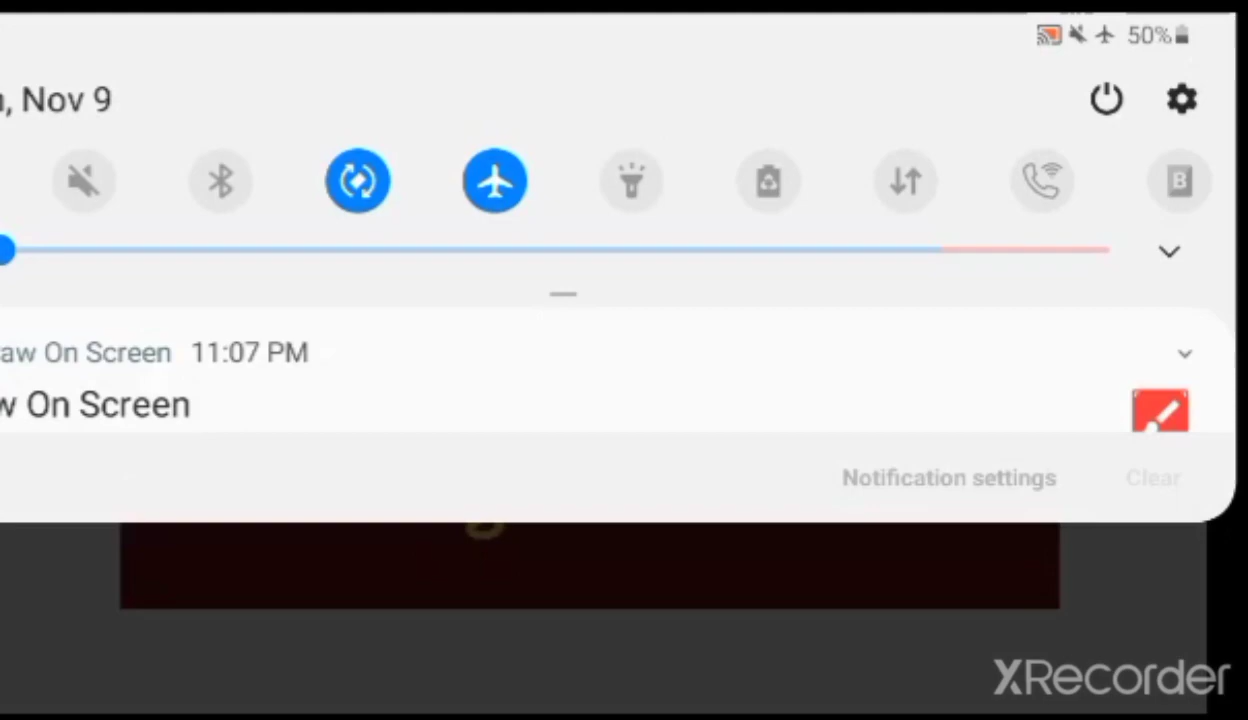 50%
, Nov 9
B
aw On Screen 11:07 PM
w On Screen
Notification settings
Clear
XRecorder